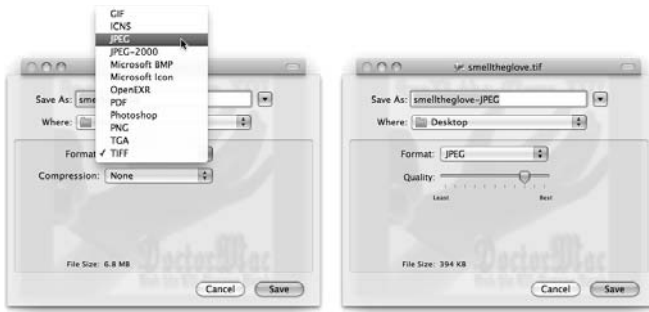 GIF
ICNS
JPEG
JPEG-2000
Microsoft BMP
Microsoft Icon
OpenEXR
PDF
Photoshop
PNG
TGA
✓ TIFF
Save As: sme
Where:
Format
Compression: None
File Size: 6.8 MB
DoctorMac
Cancel Save
smelltheglove.tif
Save As: smelltheglove-JPEG
Where: Desktop
Format: JPEG
Quality:
Least Best
File Size: 394 KB
DoctorMac
Cancel Save